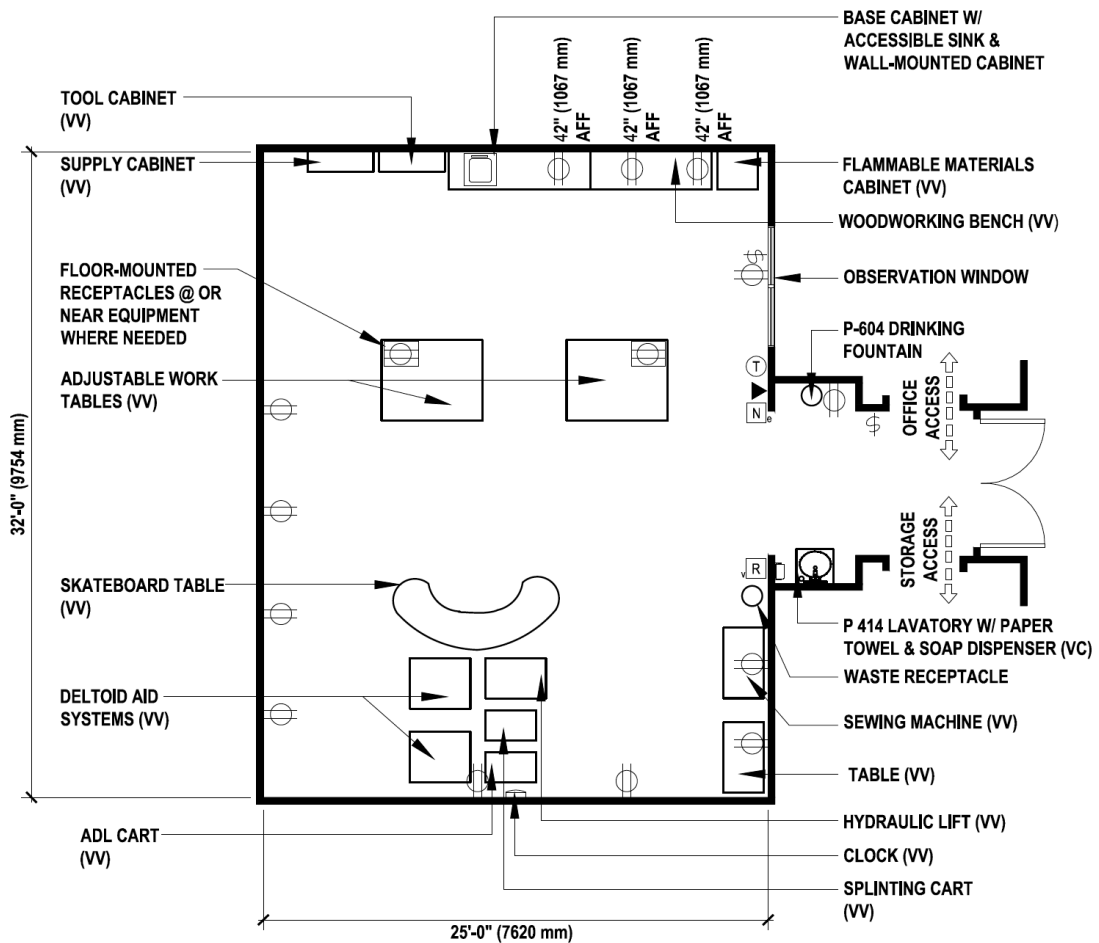 BASE CABINET W/
ACCESSIBLE SINK &
WALL-MOUNTED CABINET
42" (1067 mm)
AFF
42" (1067 mm)
AFF
42" (1067 mm)
AFF
TOOL CABINET
(VV)
SUPPLY CABINET
(VV)
FLAMMABLE MATERIALS
CABINET (VV)
WOODWORKING BENCH (VV)
FLOOR-MOUNTED
RECEPTACLES @ OR
NEAR EQUIPMENT
WHERE NEEDED
OBSERVATION WINDOW
P-604 DRINKING
FOUNTAIN
ADJUSTABLE WORK
TABLES (VV)
T
N e
$
$
OFFICE
ACCESS
32'-0" (9754 mm)
STORAGE
ACCESS
v R
SKATEBOARD TABLE
(VV)
P 414 LAVATORY W/ PAPER
TOWEL & SOAP DISPENSER (VC)
WASTE RECEPTACLE
DELTOID AID
SYSTEMS (VV)
SEWING MACHINE (VV)
TABLE (VV)
ADL CART
(VV)
HYDRAULIC LIFT (VV)
CLOCK (VV)
SPLINTING CART
(VV)
25'-0" (7620 mm)